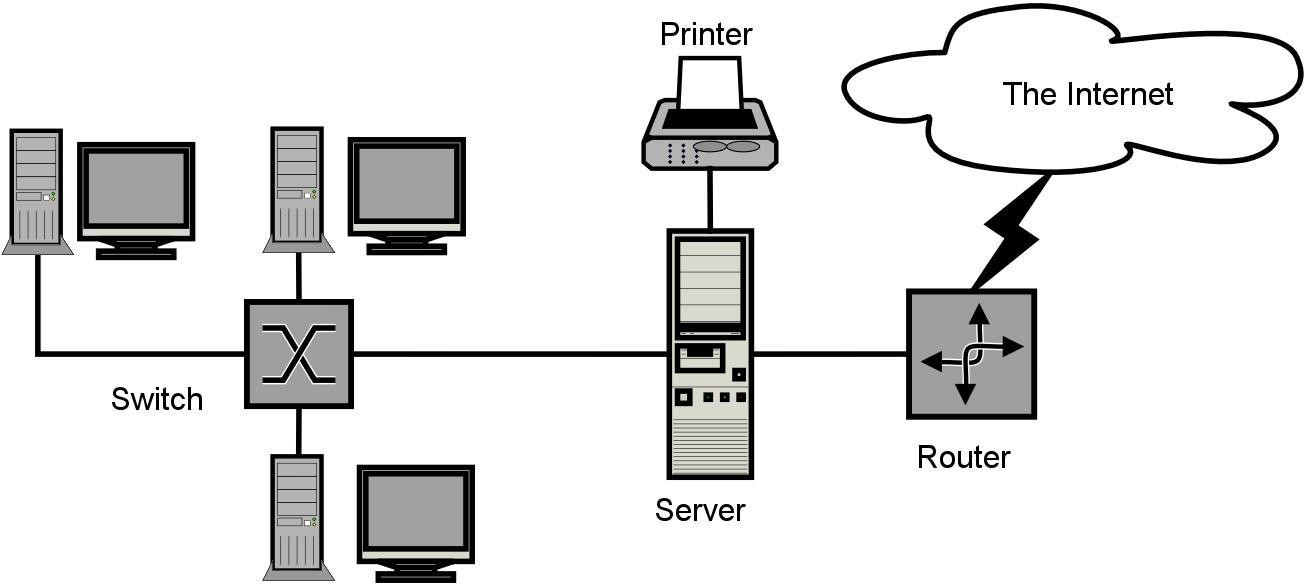 Printer
The Internet
Switch
Router
Server